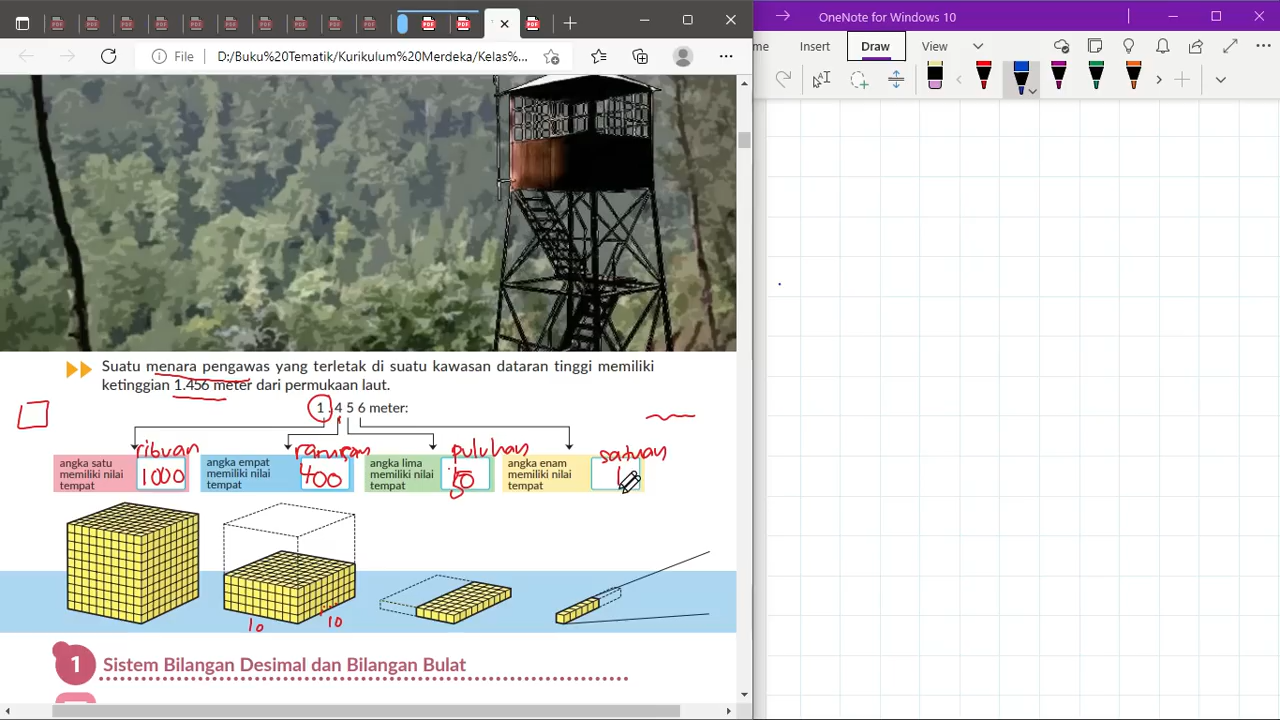 File
D:/Buku%20Tematik/Kurikulum%20Merdeka/Kelas%...
OneNote for Windows 10
me
Insert
Draw
View
Suatu menara pengawas yang terletak di suatu kawasan dataran tinggi memiliki
ketinggian 1.456 meter dari permukaan laut.
1.4 5 6 meter:
ribuan
ratusan
puluhan
satuan
angka satu
memiliki nilai
tempat
1000
angka empat
memiliki nilai
tempat
400
angka lima
memiliki nilai
tempat
50
angka enam
memiliki nilai
tempat
10
10
1
Sistem Bilangan Desimal dan Bilangan Bulat